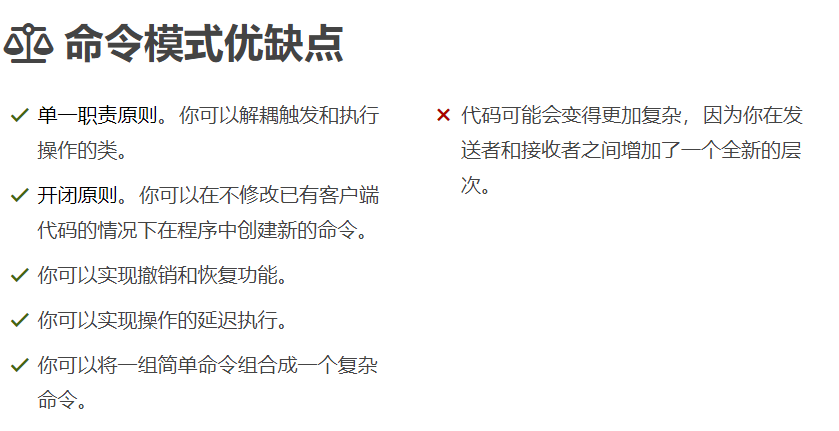 命令模式优缺点
单一职责原则。你可以解耦触发和执行
操作的类。
开闭原则。你可以在不修改已有客户端
代码的情况下在程序中创建新的命令。
你可以实现撤销和恢复功能。
你可以实现操作的延迟执行。
你可以将一组简单命令组合成一个复杂
命令。
代码可能会变得更加复杂，因为你在发
送者和接收者之间增加了一个全新的层
次。